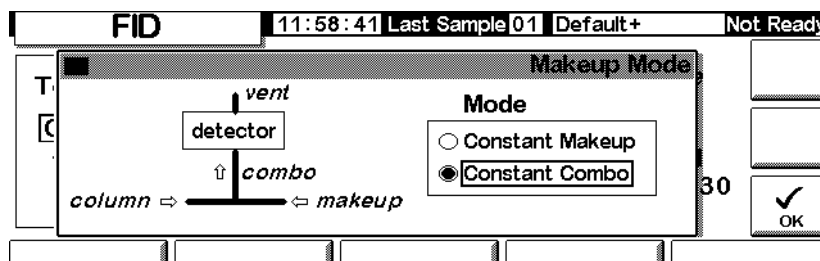 FID 11:58:41 Last Sample 01 Default+ Not Ready
Makeup Mode
vent
Mode
detector
Constant Makeup
combo
Constant Combo
column ⇨ ⇦ makeup
30
OK